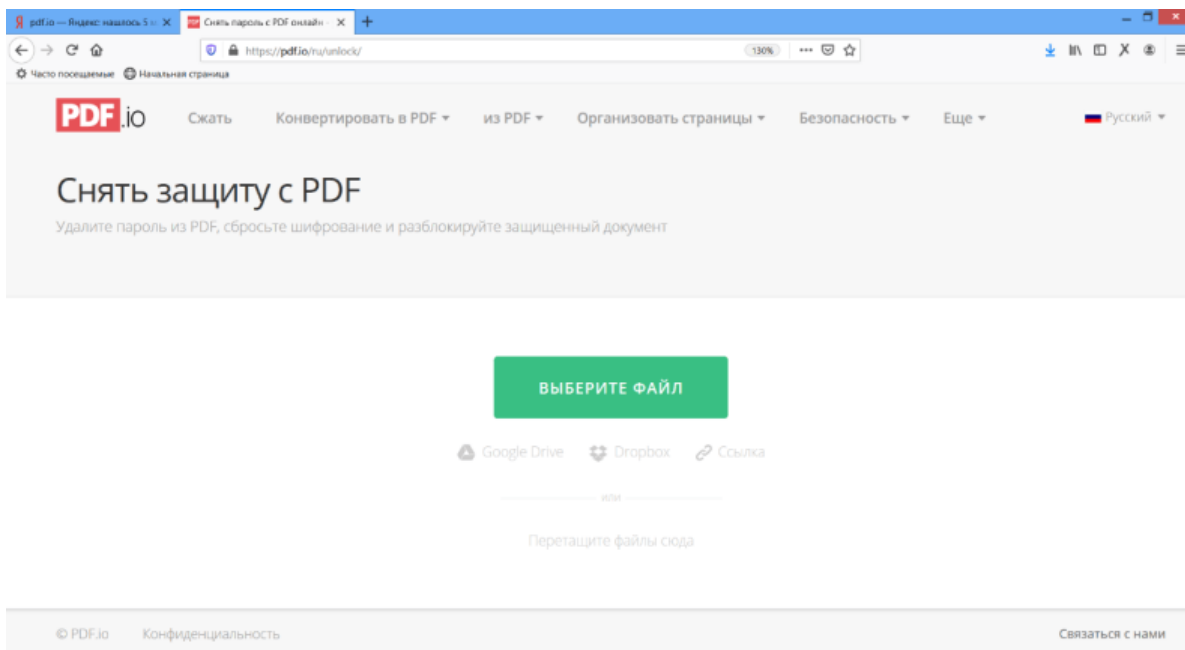 pdf.io — Яндекс: нашлось 5
Снять пароль с PDF онлайн -
https://pdf.io/ru/unlock/
130%
Часто посещаемые
Начальная страница
PDF.io
Сжать
Конвертировать в PDF
из PDF
Организовать страницы
Безопасность
Еще
Русский
Снять защиту с PDF
Удалите пароль из PDF, сбросьте шифрование и разблокируйте защищенный документ
ВЫБЕРИТЕ ФАЙЛ
Google Drive
Dropbox
Ссылка
или
Перетащите файлы сюда
© PDF.io
Конфиденциальность
Связаться с нами